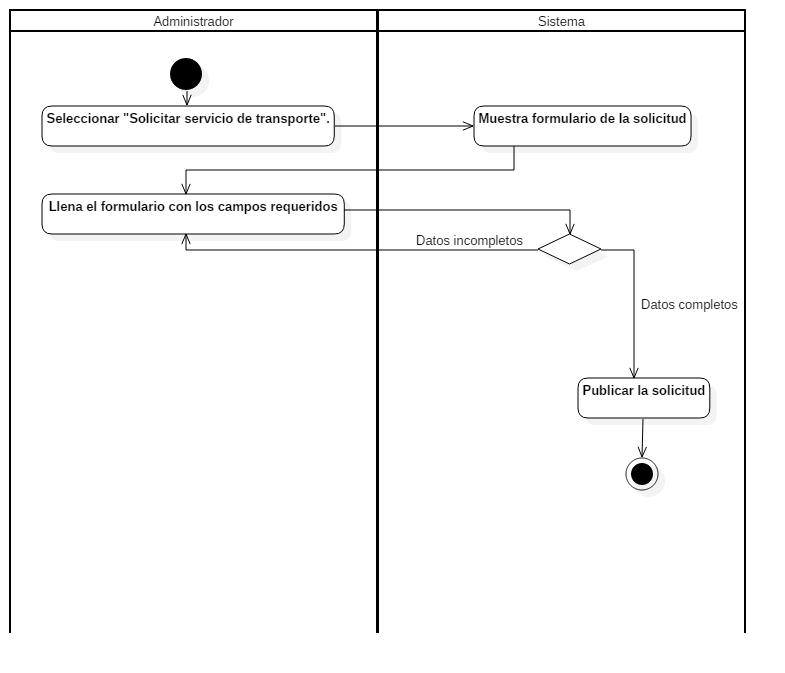 Administrador
Sistema
Seleccionar "Solicitar servicio de transporte".
Muestra formulario de la solicitud
Llena el formulario con los campos requeridos
Datos incompletos
Datos completos
Publicar la solicitud